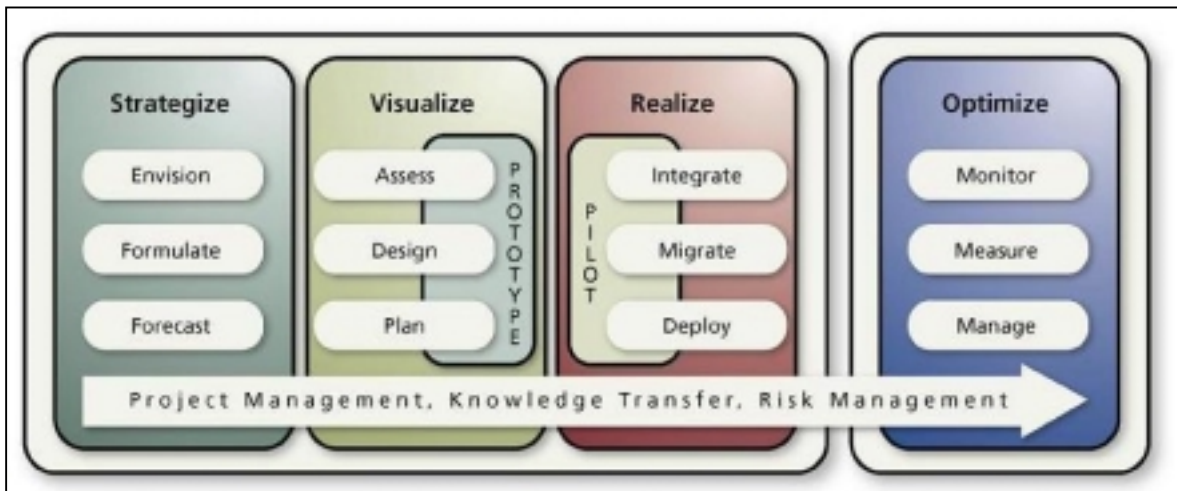 Strategize
Envision
Formulate
Forecast
Visualize
Assess
Design
Plan
PROTOTYPE
Realize
PILOT
Integrate
Migrate
Deploy
Optimize
Monitor
Measure
Manage
Project Management, Knowledge Transfer, Risk Management